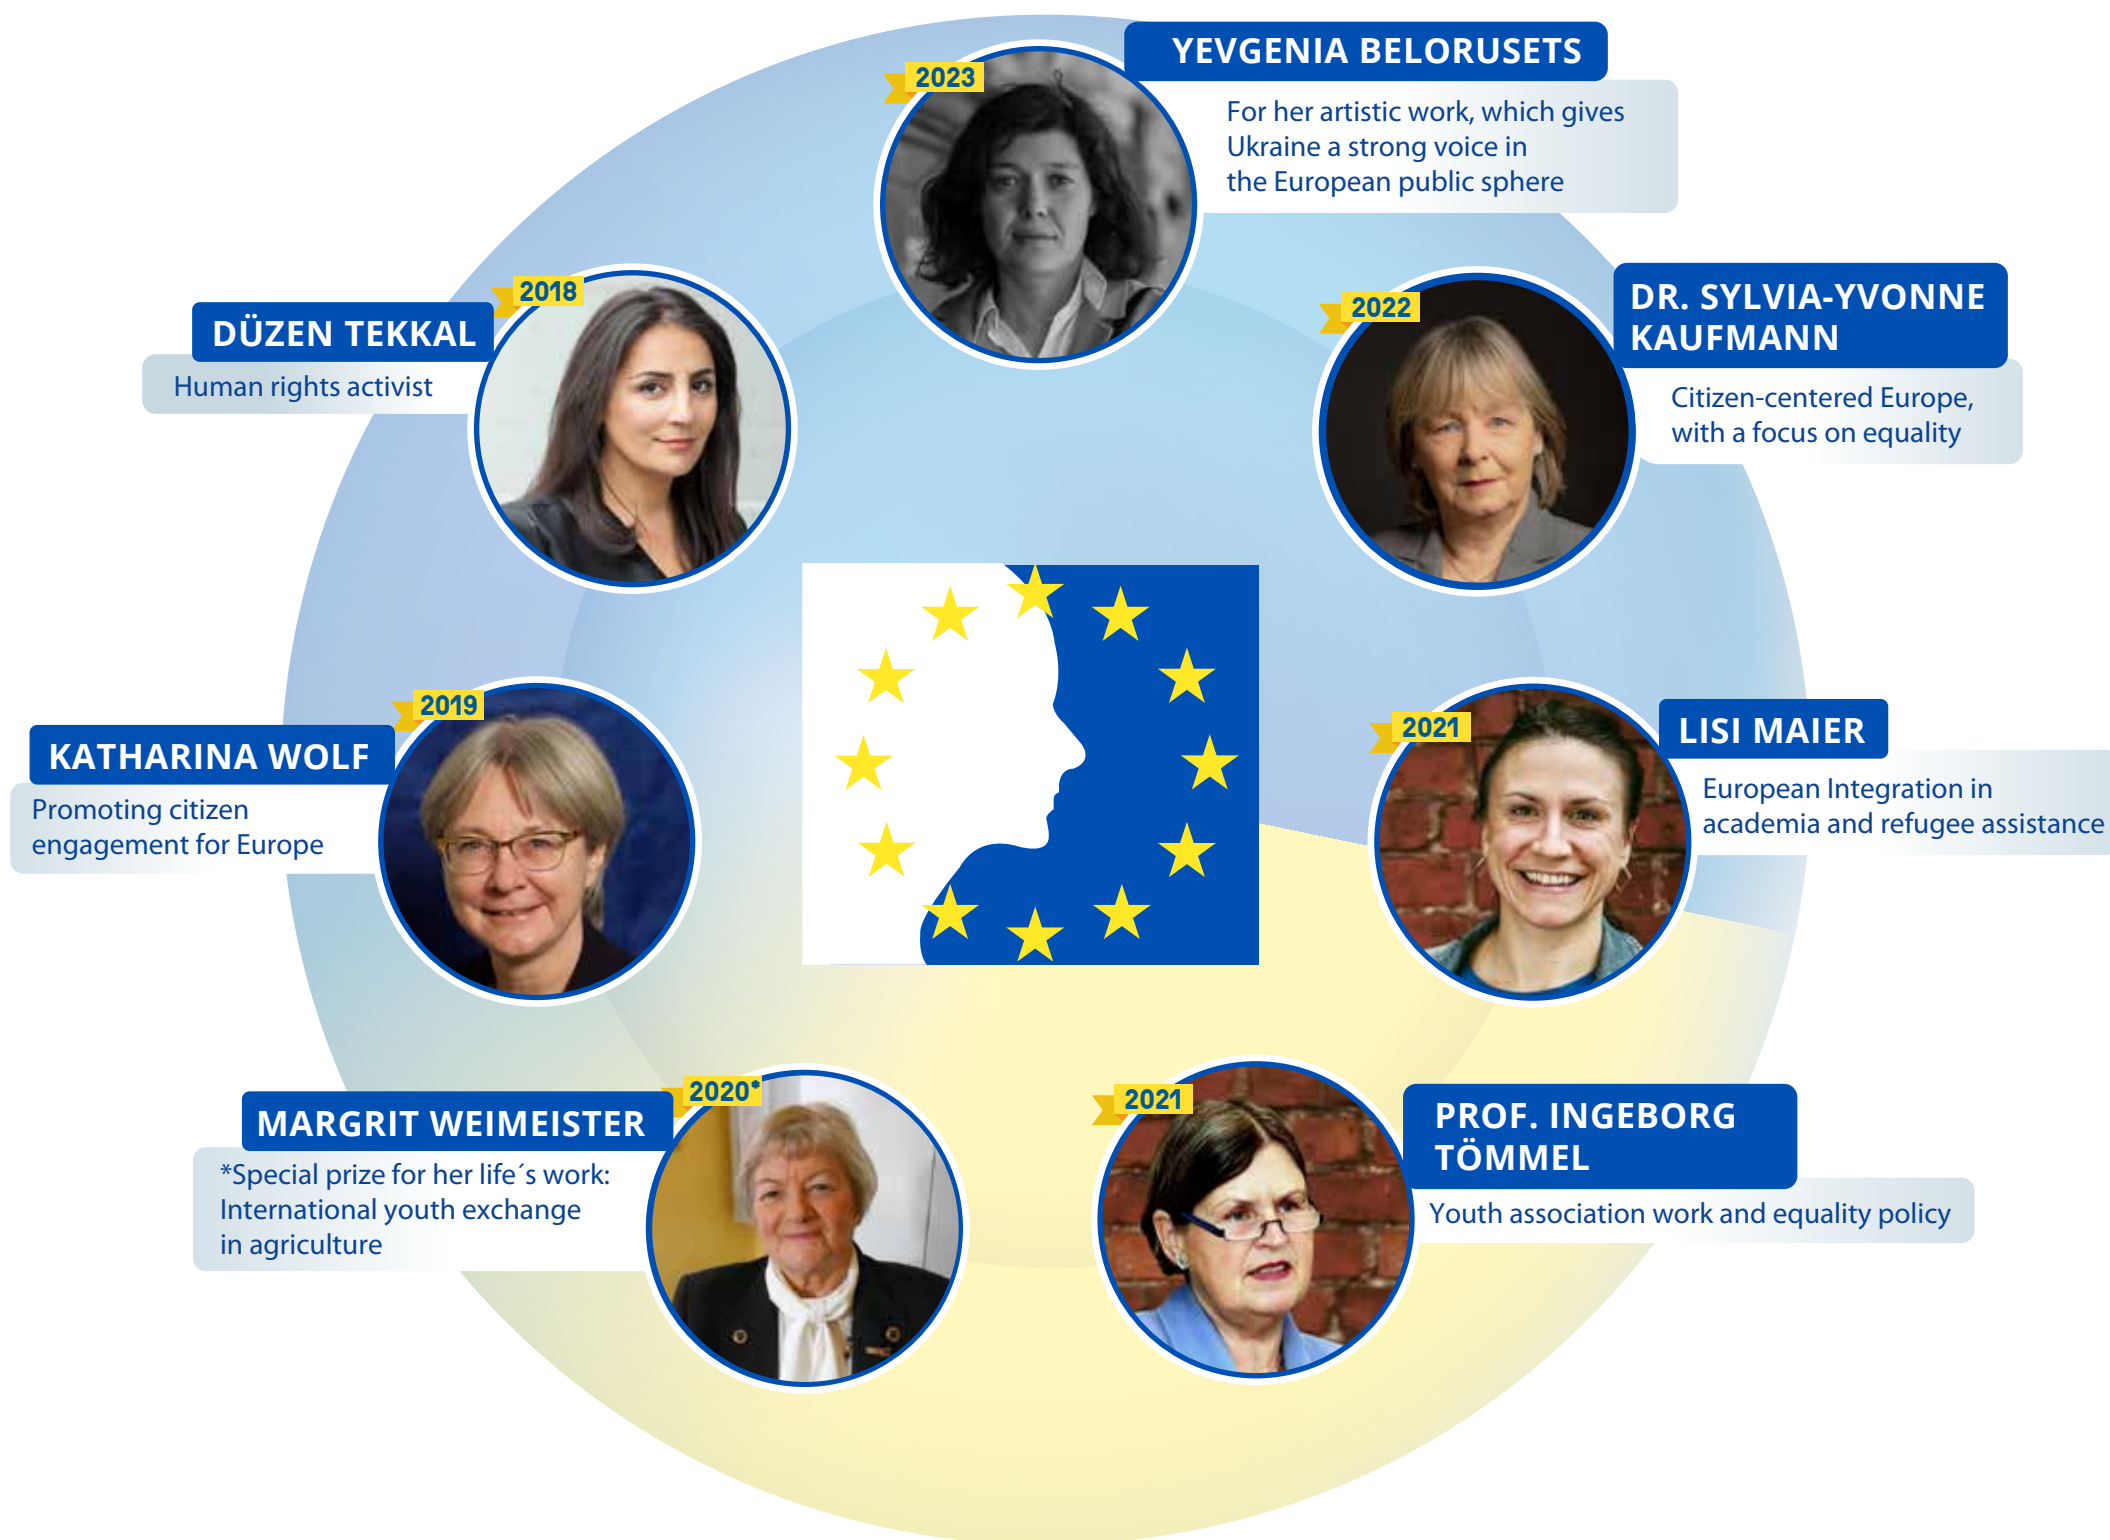 2023
YEVGENIA BELORUSETS
For her artistic work, which gives
Ukraine a strong voice in
the European public sphere
2022
DR. SYLVIA-YVONNE
KAUFMANN
Citizen-centered Europe,
with a focus on equality
2021
LISI MAIER
European Integration in
academia and refugee assistance
2021
PROF. INGEBORG
TÖMMEL
Youth association work and equality policy
2020*
MARGRIT WEIMEISTER
*Special prize for her life´s work:
International youth exchange
in agriculture
2019
KATHARINA WOLF
Promoting citizen
engagement for Europe
2018
DÜZEN TEKKAL
Human rights activist